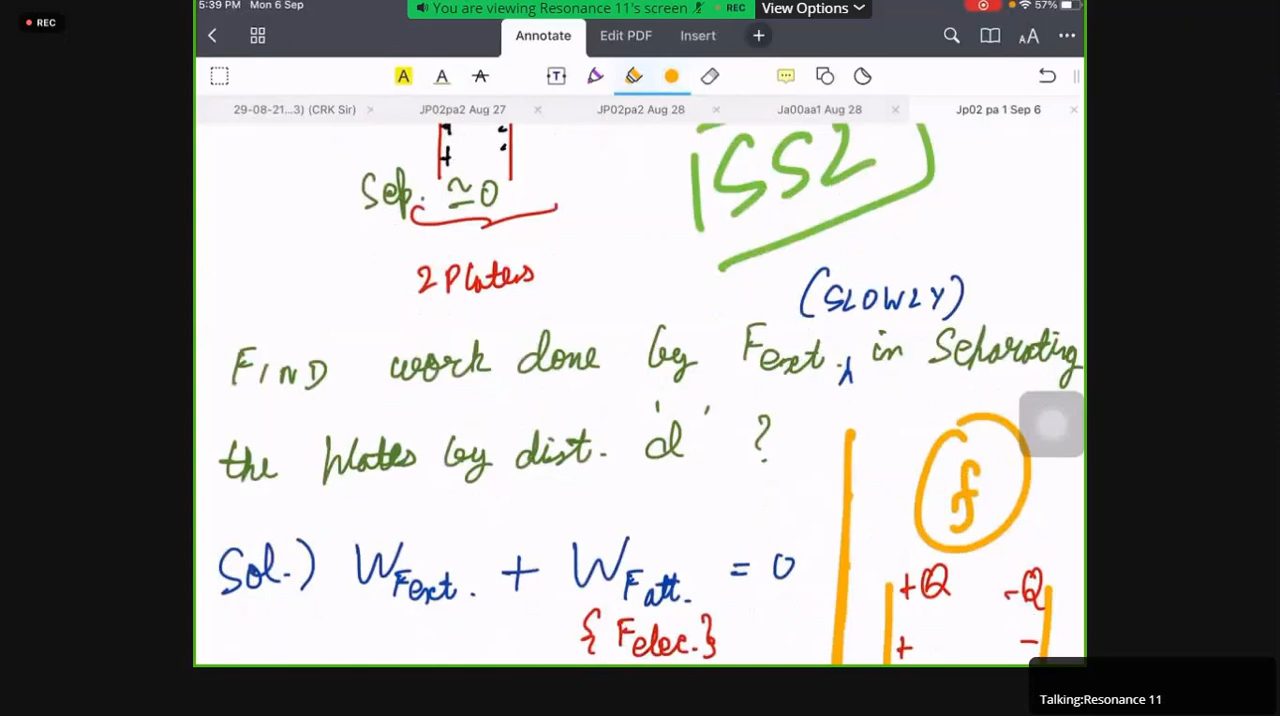 5:39 PM Mon 6 Sep
You are viewing Resonance 11's screen
REC
View Options
57%
REC
Annotate
Edit PDF
Insert
29-08-21...3) (CRK Sir)
JP02pa2 Aug 27
JP02pa2 Aug 28
Ja00aa1 Aug 28
Jp02 pa 1 Sep 6
Sep. ≃ 0
2 Plates
(SLOWLY)
FIND work done by Fext. in Separating
the plates by dist. 'd' ?
f
Sol.) WFext. + WFatt. = 0
{ Felec.}
+Q -Q
+ -
Talking:Resonance 11